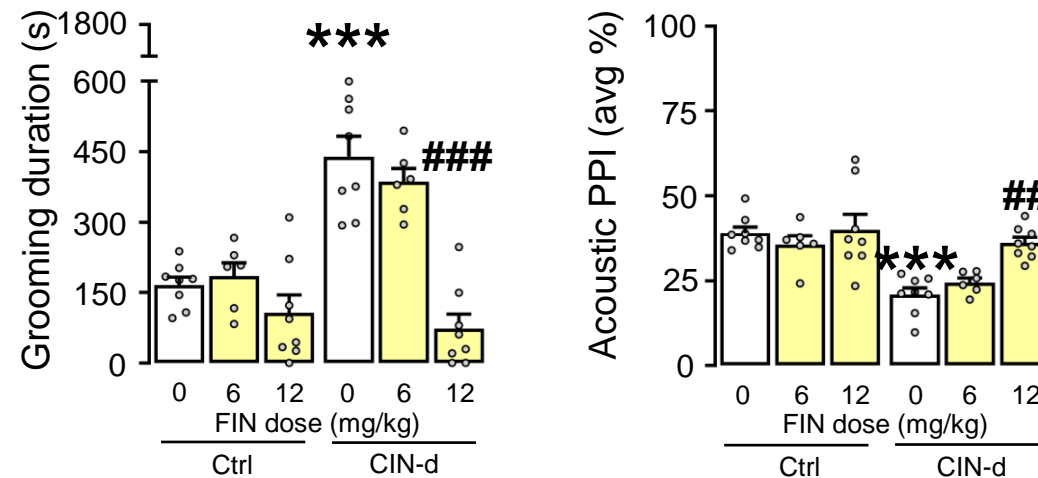 Grooming duration (s)
1800
600
450
300
150
0
***
###
0 6 12 0 6 12
FIN dose (mg/kg)
Ctrl CIN-d
Acoustic PPI (avg %)
100
75
50
25
0
***
##
0 6 12 0 6 12
FIN dose (mg/kg)
Ctrl CIN-d